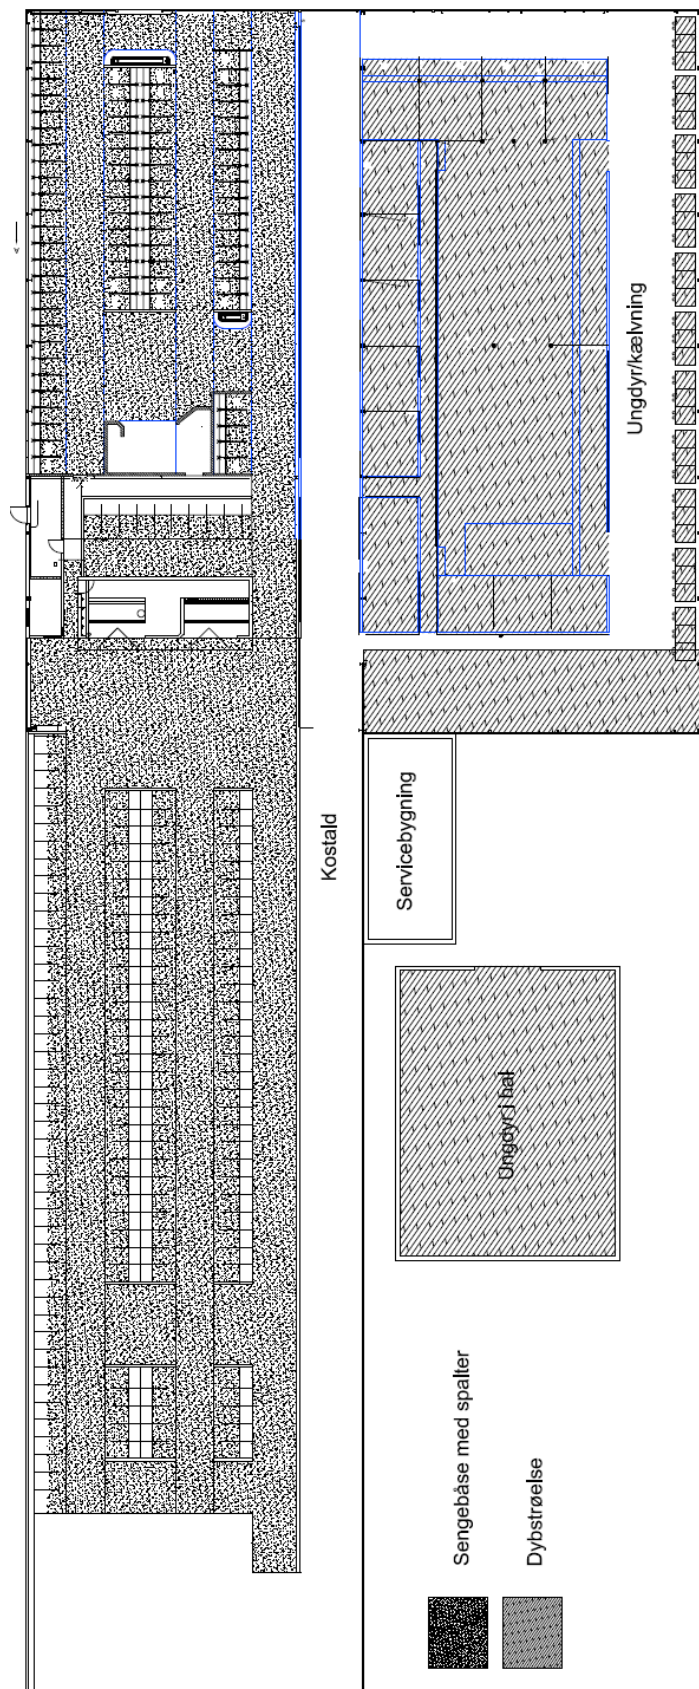 Kostald
Ungdyr/kælvning
Servicebygning
Ungdyr i hal
Sengebåse med spalter
Dybstrøelse